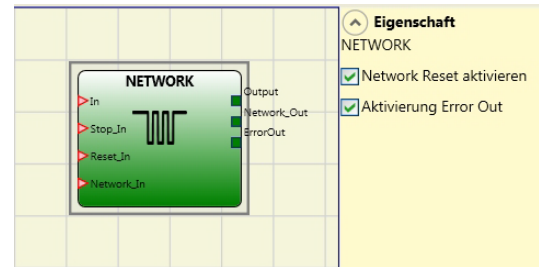 NETWORK
In
Stop_In
Reset_In
Network_In
Output
Network_Out
ErrorOut
Eigenschaft
NETWORK
Network Reset aktivieren
Aktivierung Error Out